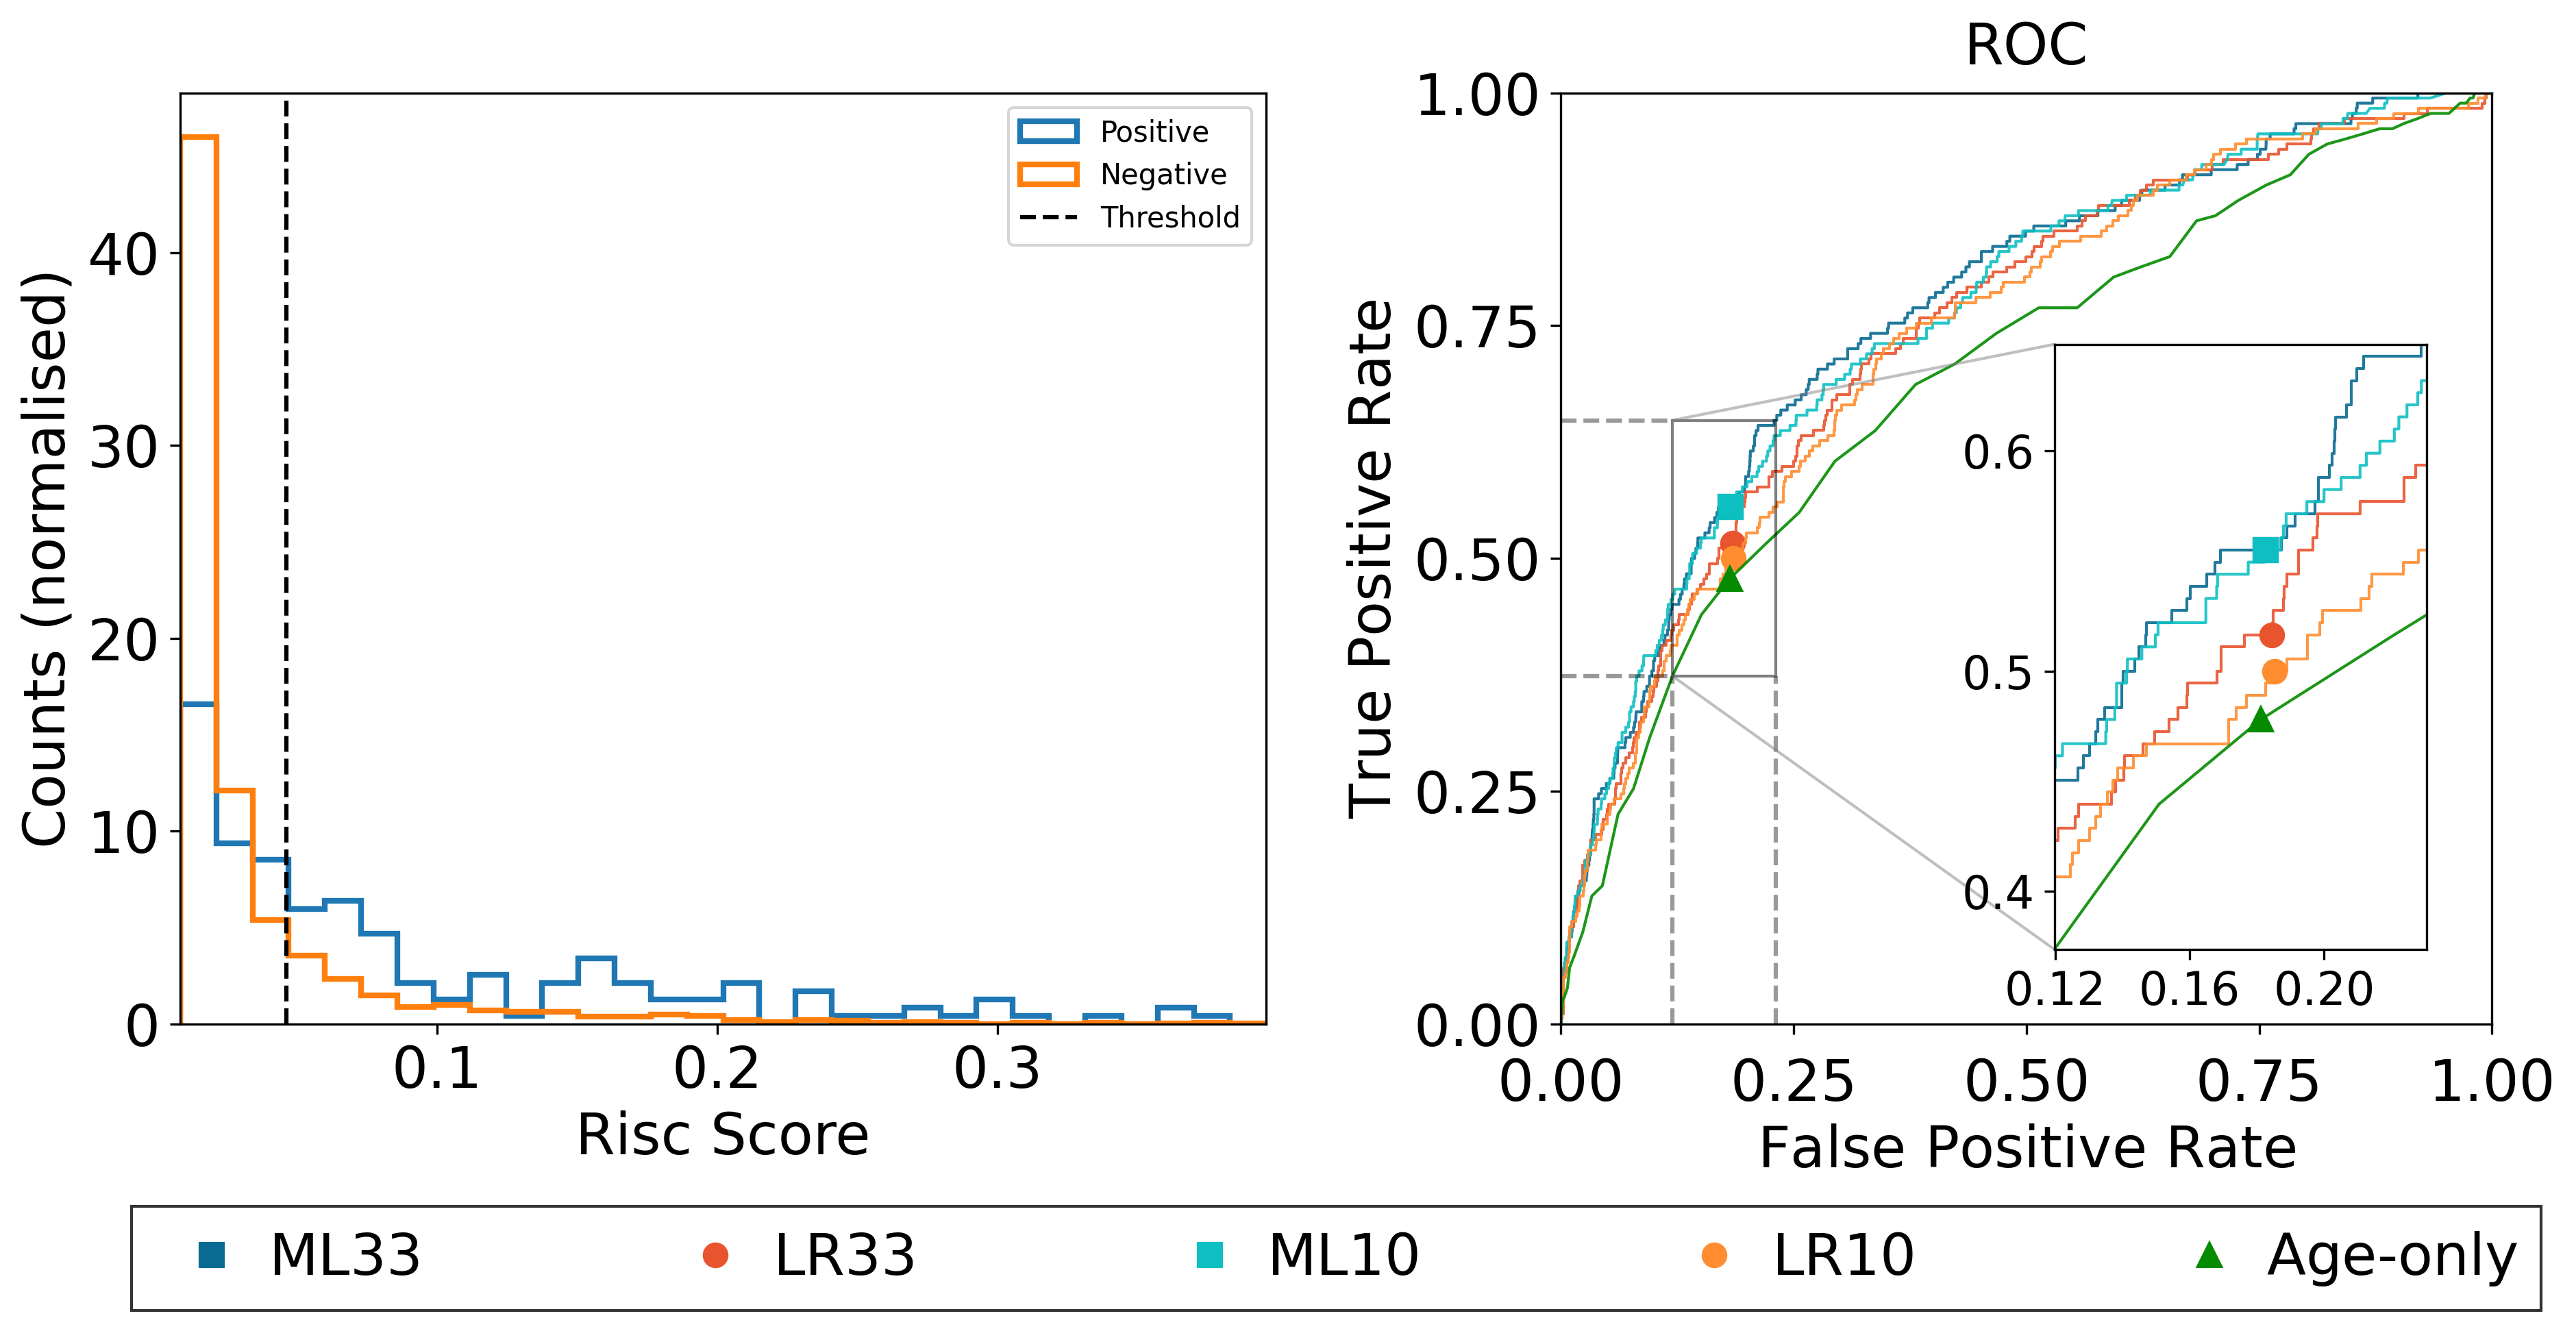 Counts (normalised)
40
30
20
10
0
0.1
0.2
0.3
Risc Score
Positive
Negative
Threshold
ROC
True Positive Rate
1.00
0.75
0.50
0.25
0.00
0.00
0.25
0.50
0.75
1.00
False Positive Rate
0.6
0.5
0.4
0.12
0.16
0.20
ML33
LR33
ML10
LR10
Age-only